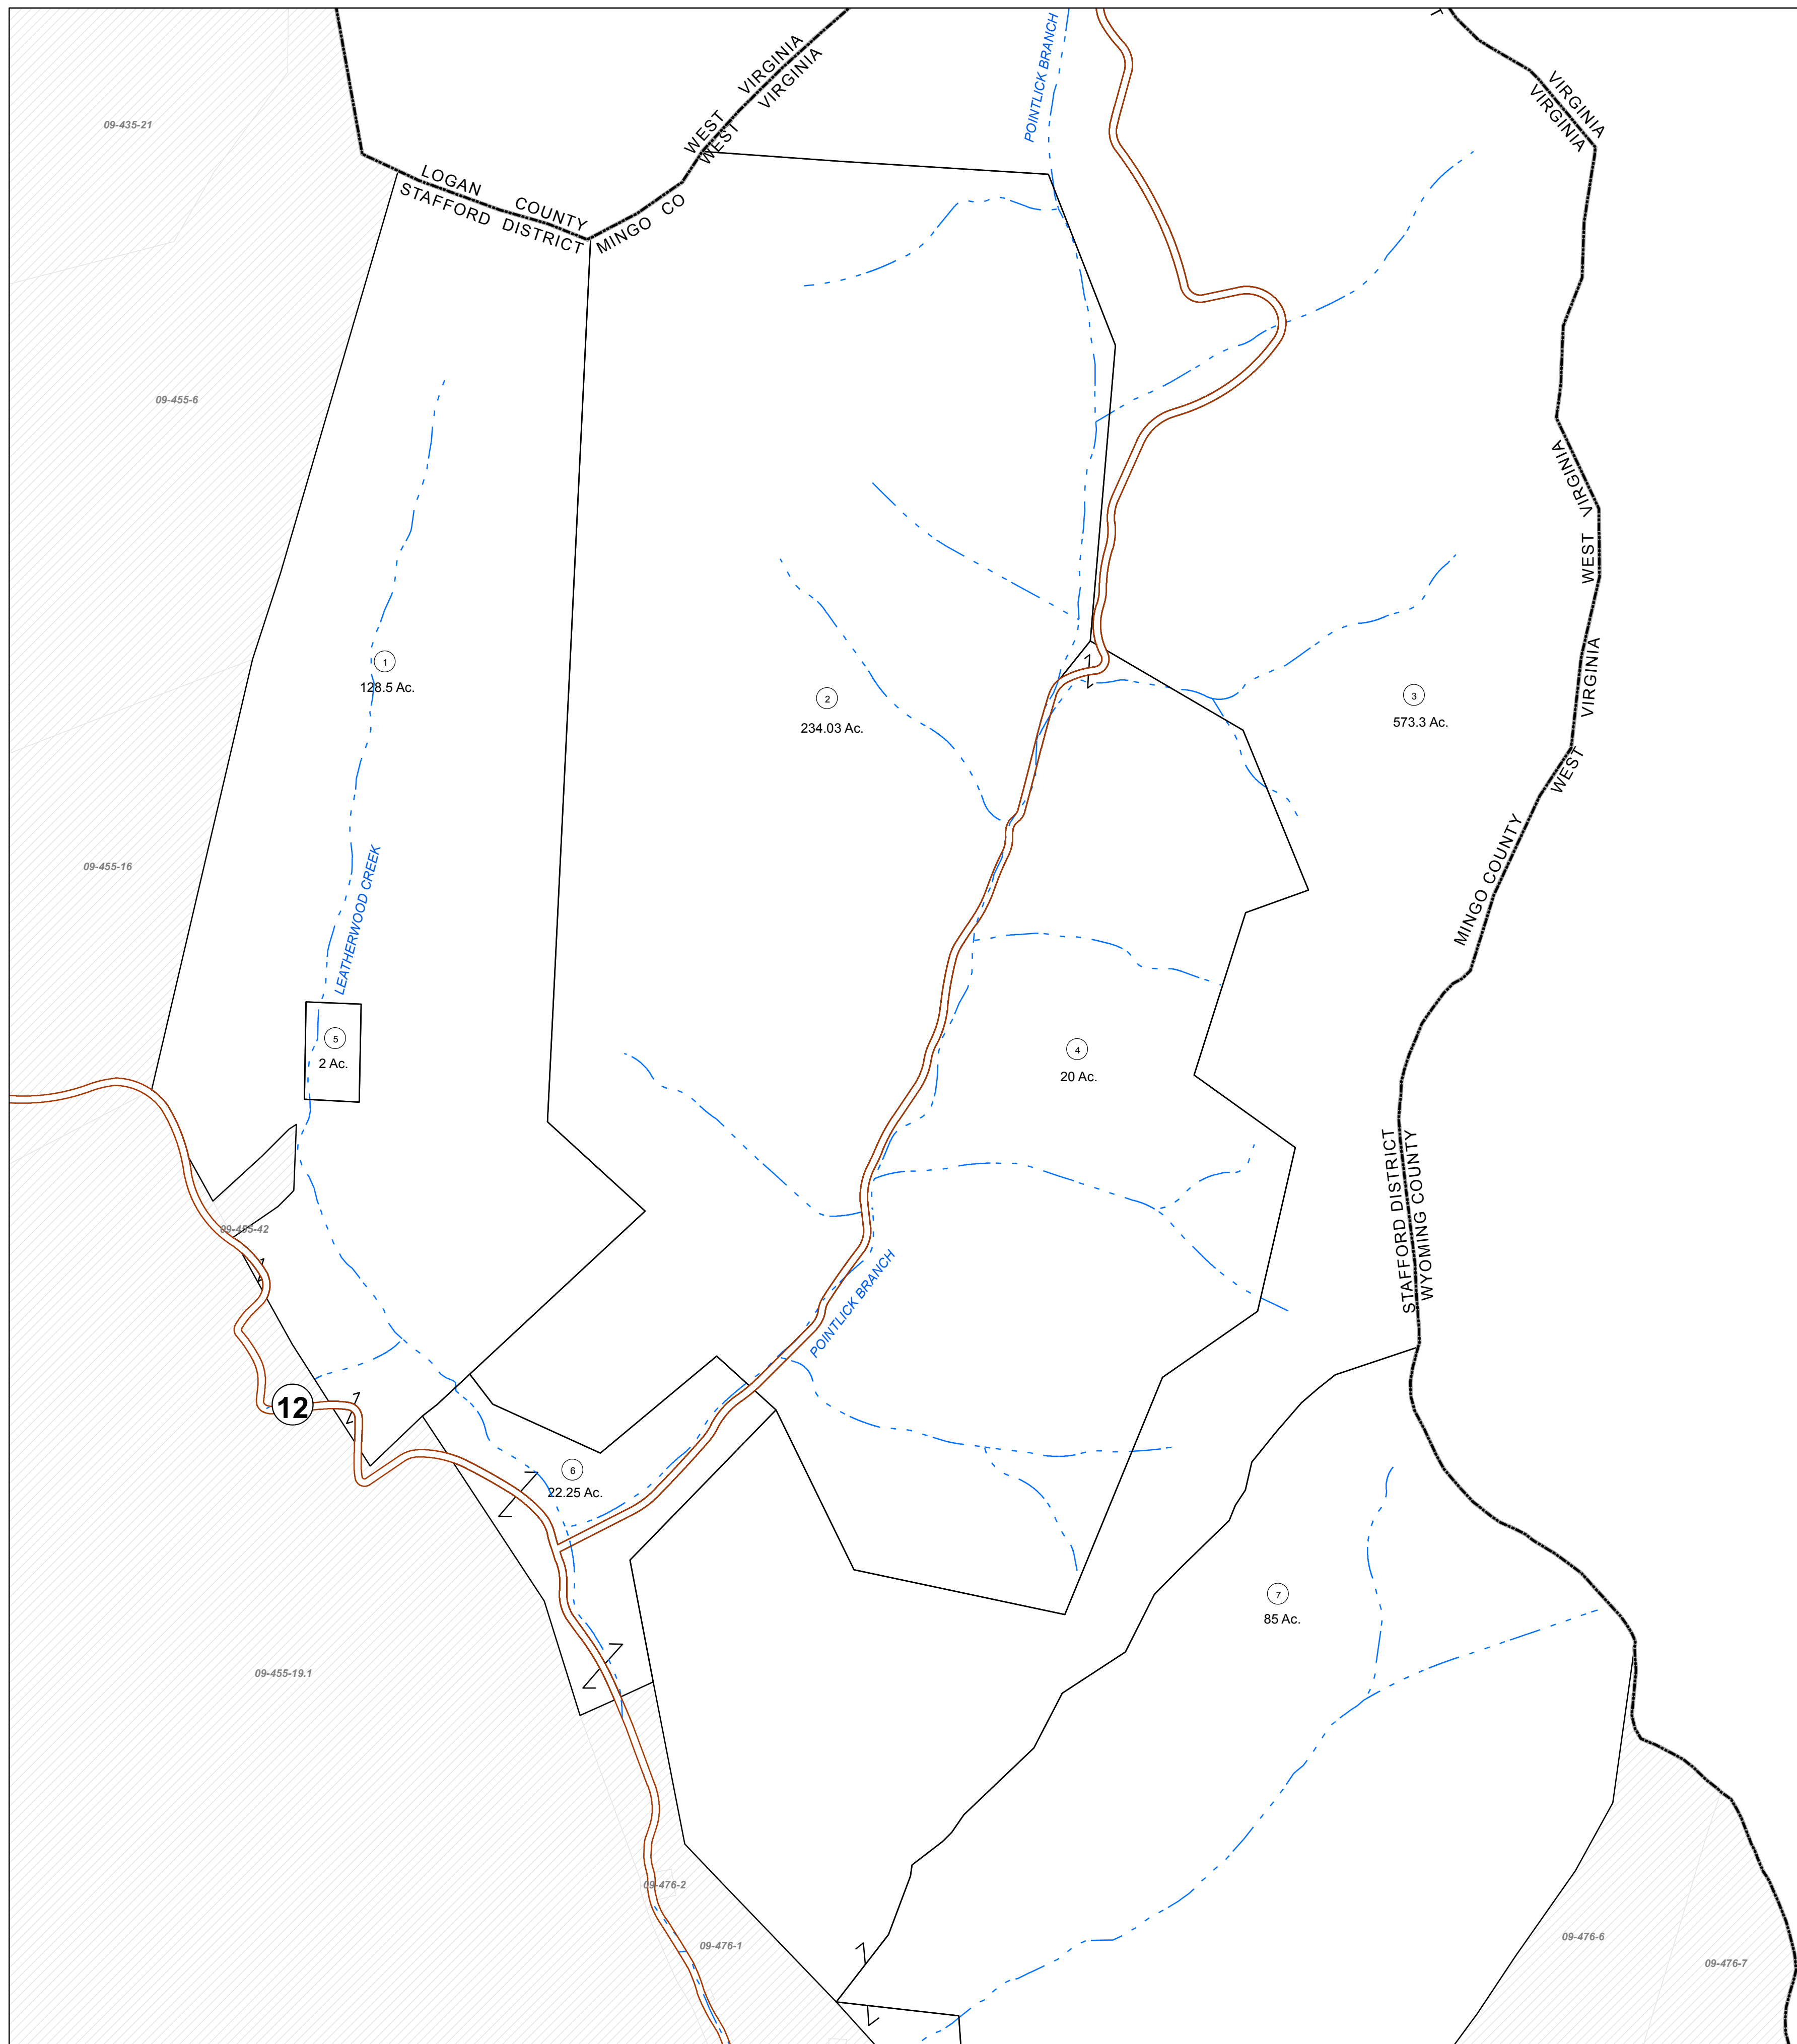 POINTLICK BRANCH
WEST VIRGINIA
WEST VIRGINIA
VIRGINIA
VIRGINIA
09-435-21
LOGAN COUNTY
STAFFORD DISTRICT
MINGO CO
09-455-6
VIRGINIA
WEST VIRGINIA
1
128.5 Ac.
2
234.03 Ac.
3
573.3 Ac.
WEST VIRGINIA
MINGO COUNTY
09-455-16
LEATHERWOOD CREEK
5
2 Ac.
4
20 Ac.
STAFFORD DISTRICT
WYOMING COUNTY
09-455-42
POINTLICK BRANCH
12
6
22.25 Ac.
7
85 Ac.
09-455-19.1
09-476-2
09-476-1
09-476-6
09-476-7